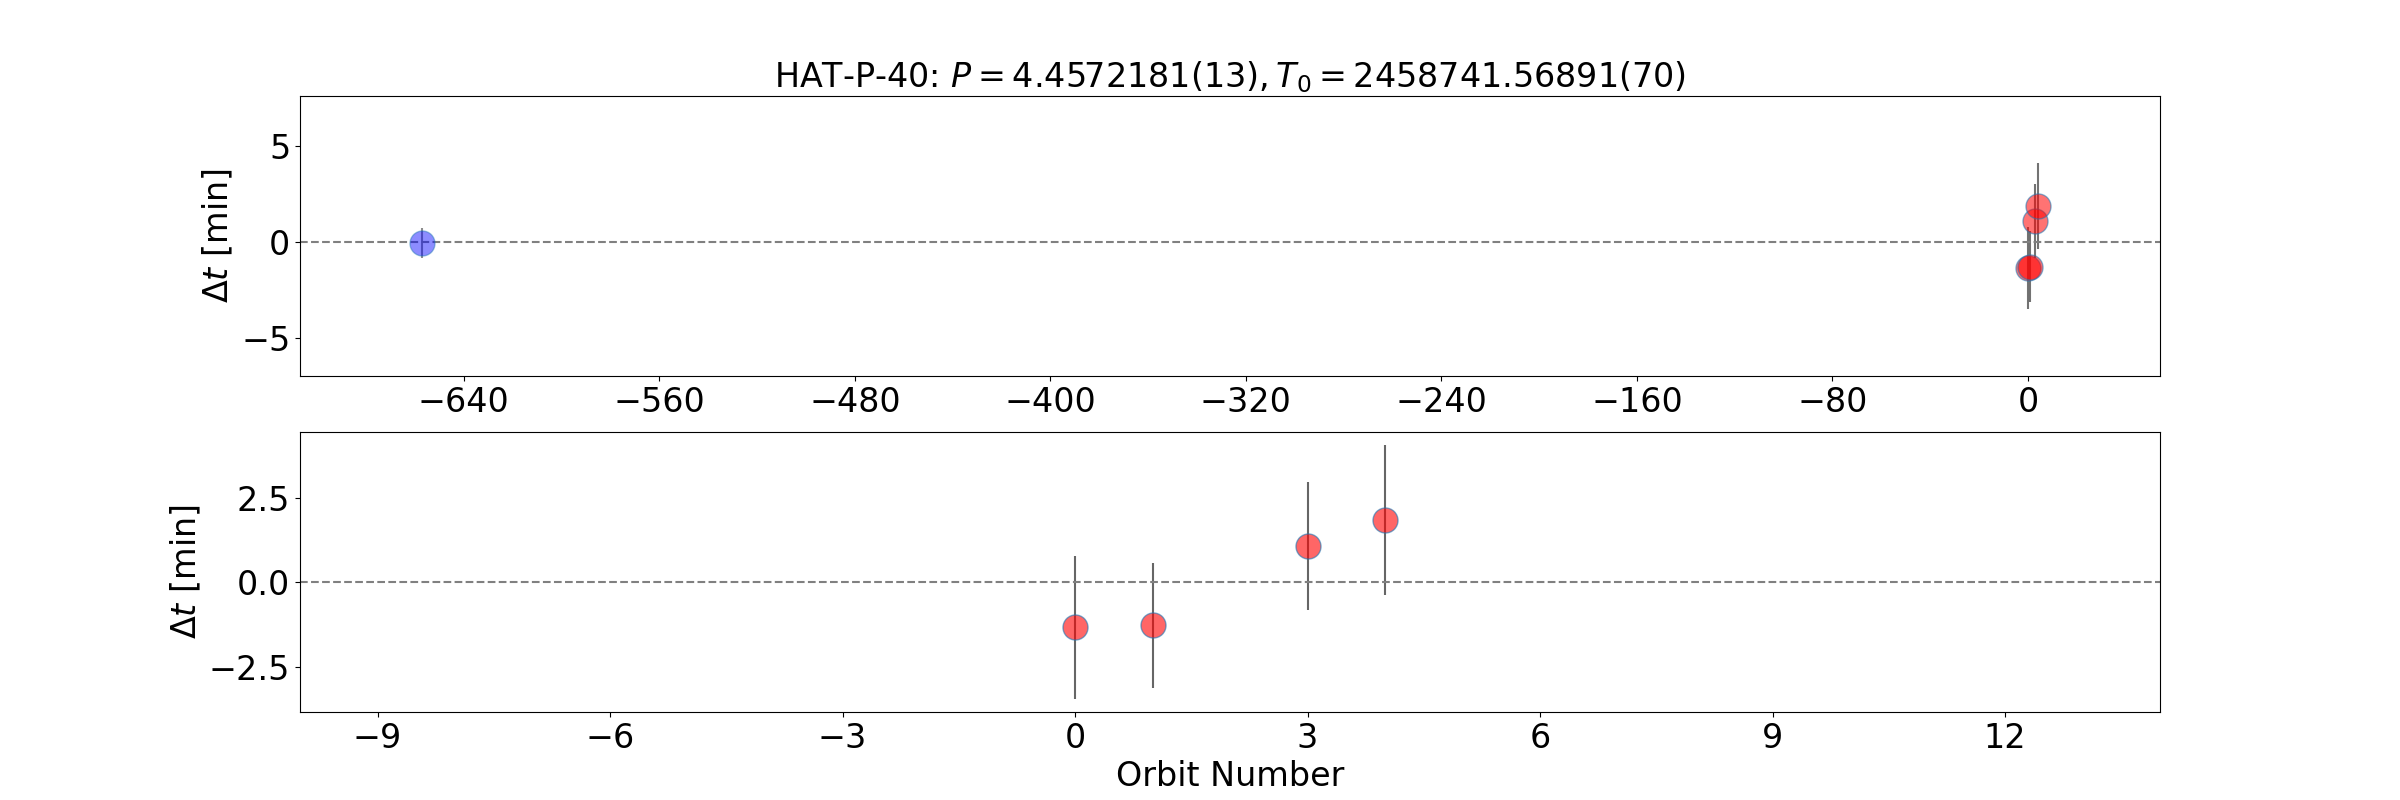 HAT-P-40: P = 4.4572181(13), T₀ = 2458741.56891(70)
Δt [min]
5
0
−5
−640 −560 −480 −400 −320 −240 −160 −80 0
Δt [min]
2.5
0.0
−2.5
−9 −6 −3 0 3 6 9 12
Orbit Number